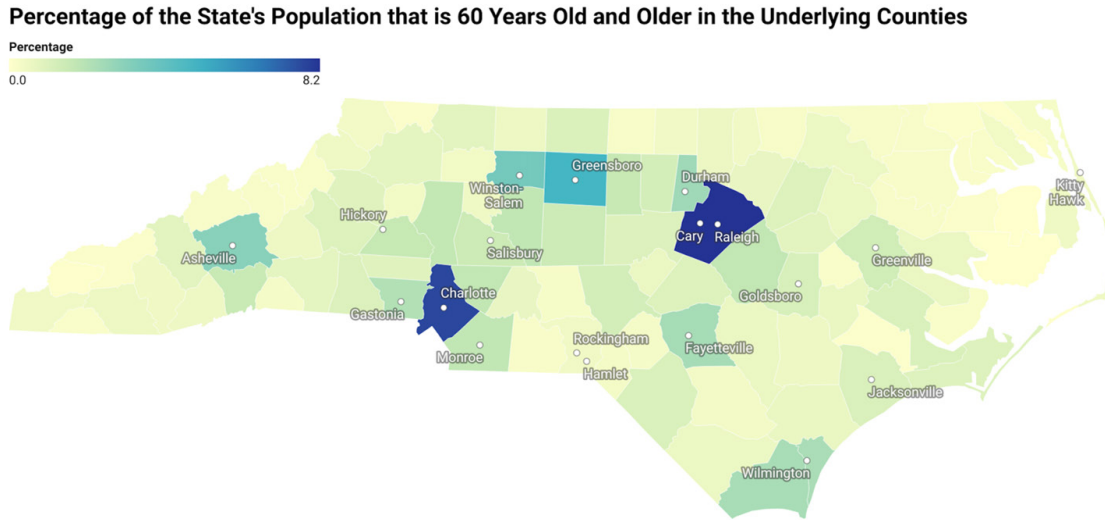 Percentage of the State's Population that is 60 Years Old and Older in the Underlying Counties
Percentage
0.0 8.2
Greensboro
Durham
Winston-
Salem
Kitty
Hawk
Hickory
Cary Raleigh
Salisbury
Asheville
Greenville
Charlotte
Goldsboro
Gastonia
Rockingham
Fayetteville
Monroe
Hamlet
Jacksonville
Wilmington